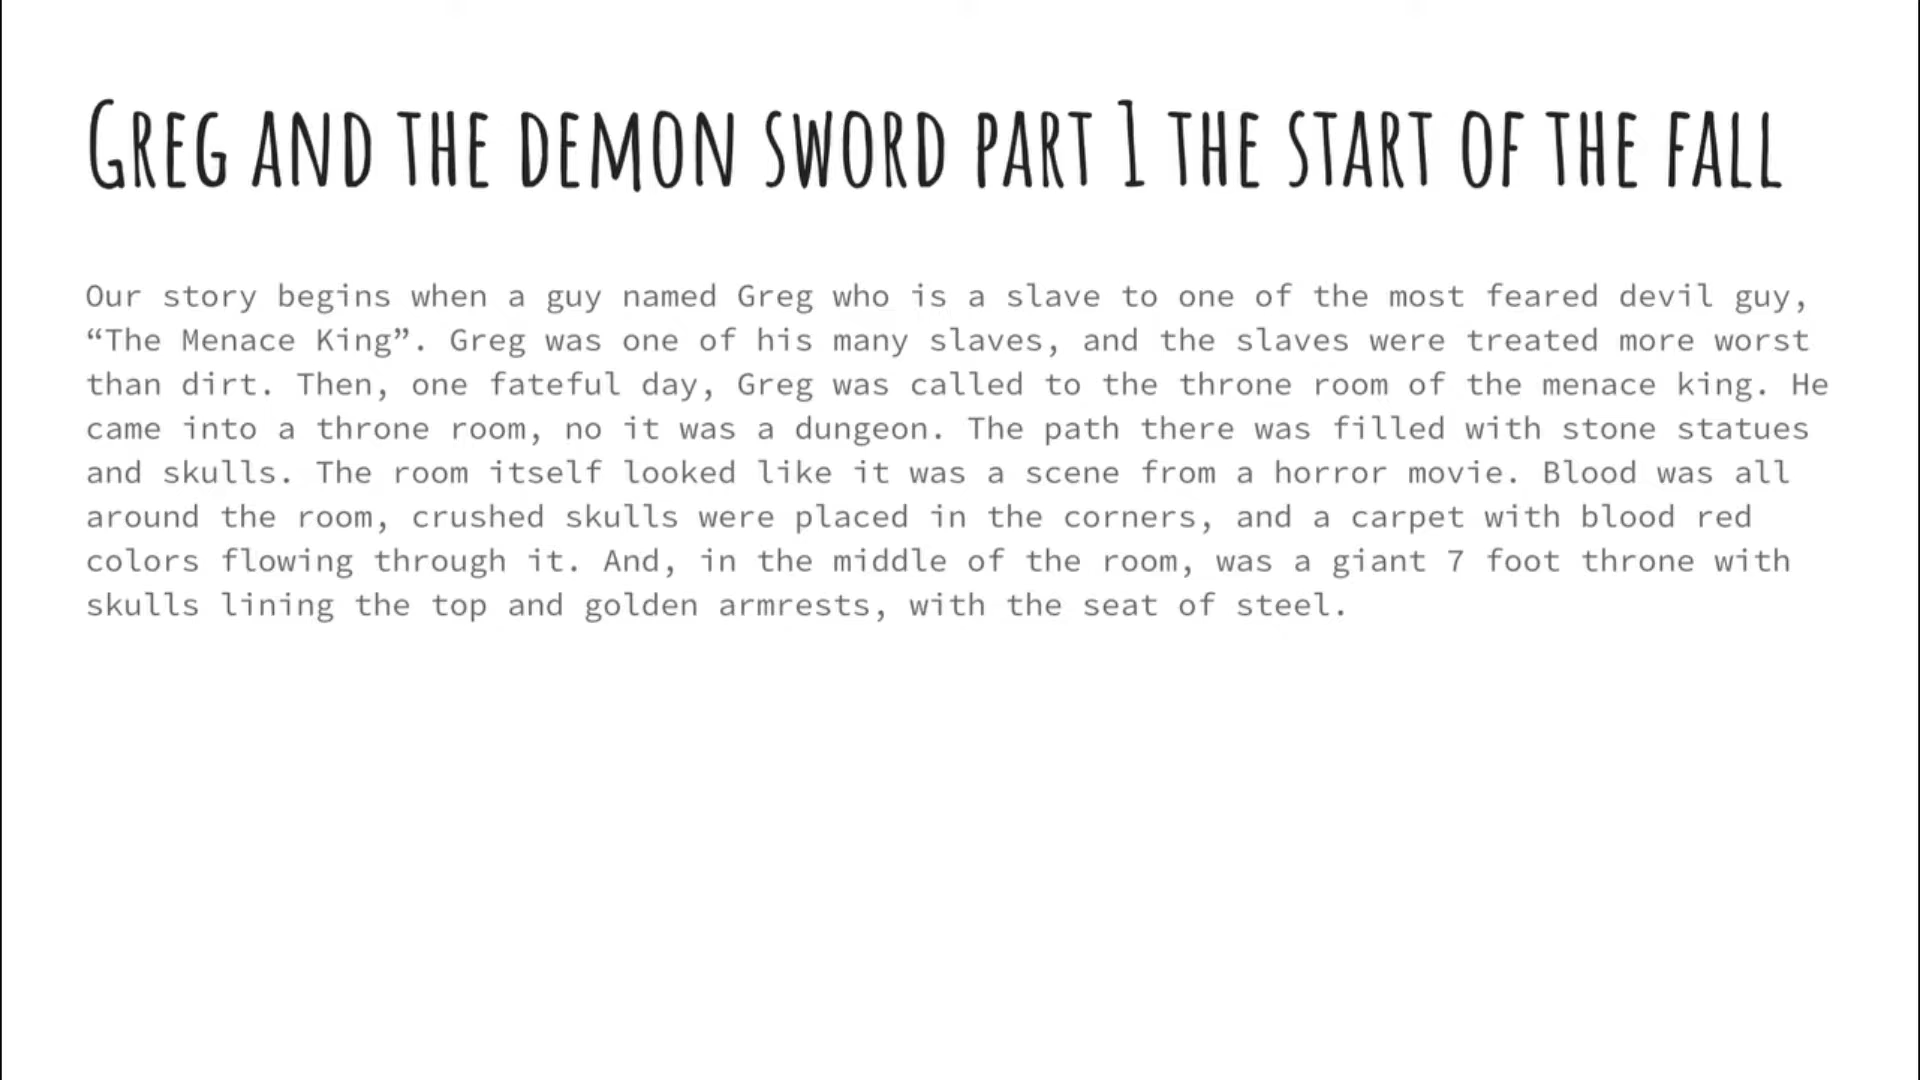 Greg and the demon sword part 1 the start of the fall
Our story begins when a guy named Greg who is a slave to one of the most feared devil guy,
“The Menace King”. Greg was one of his many slaves, and the slaves were treated more worst
than dirt. Then, one fateful day, Greg was called to the throne room of the menace king. He
came into a throne room, no it was a dungeon. The path there was filled with stone statues
and skulls. The room itself looked like it was a scene from a horror movie. Blood was all
around the room, crushed skulls were placed in the corners, and a carpet with blood red
colors flowing through it. And, in the middle of the room, was a giant 7 foot throne with
skulls lining the top and golden armrests, with the seat of steel.